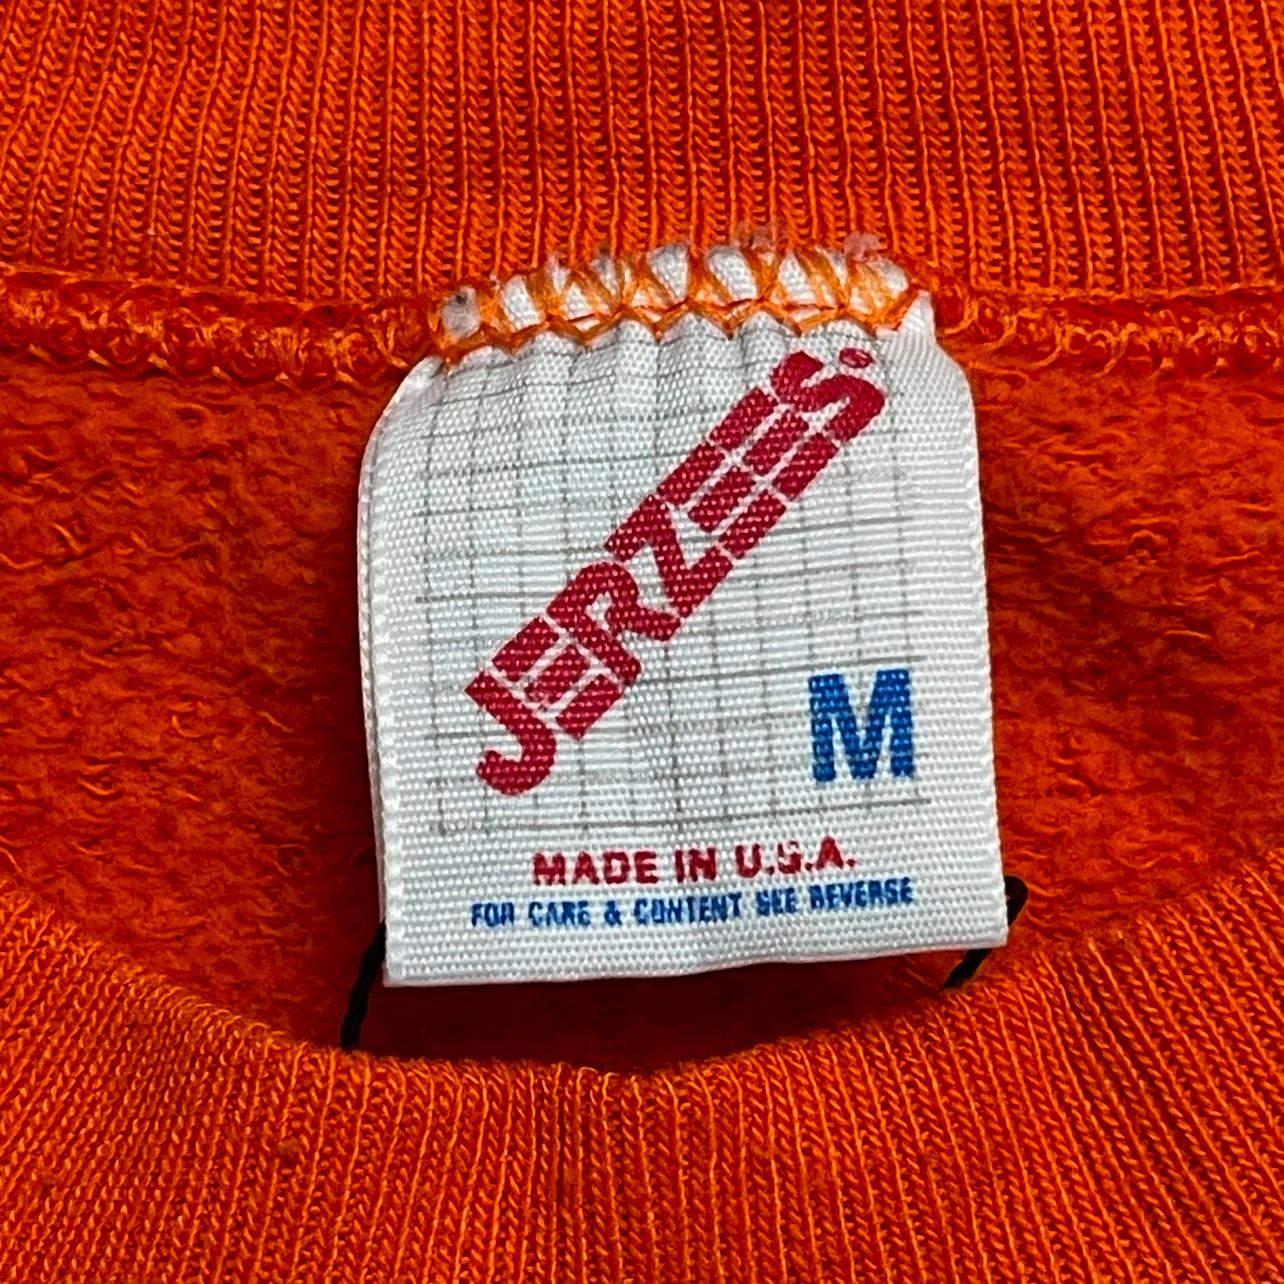 JERZEES®
M
MADE IN U.S.A.
FOR CARE & CONTENT SEE REVERSE